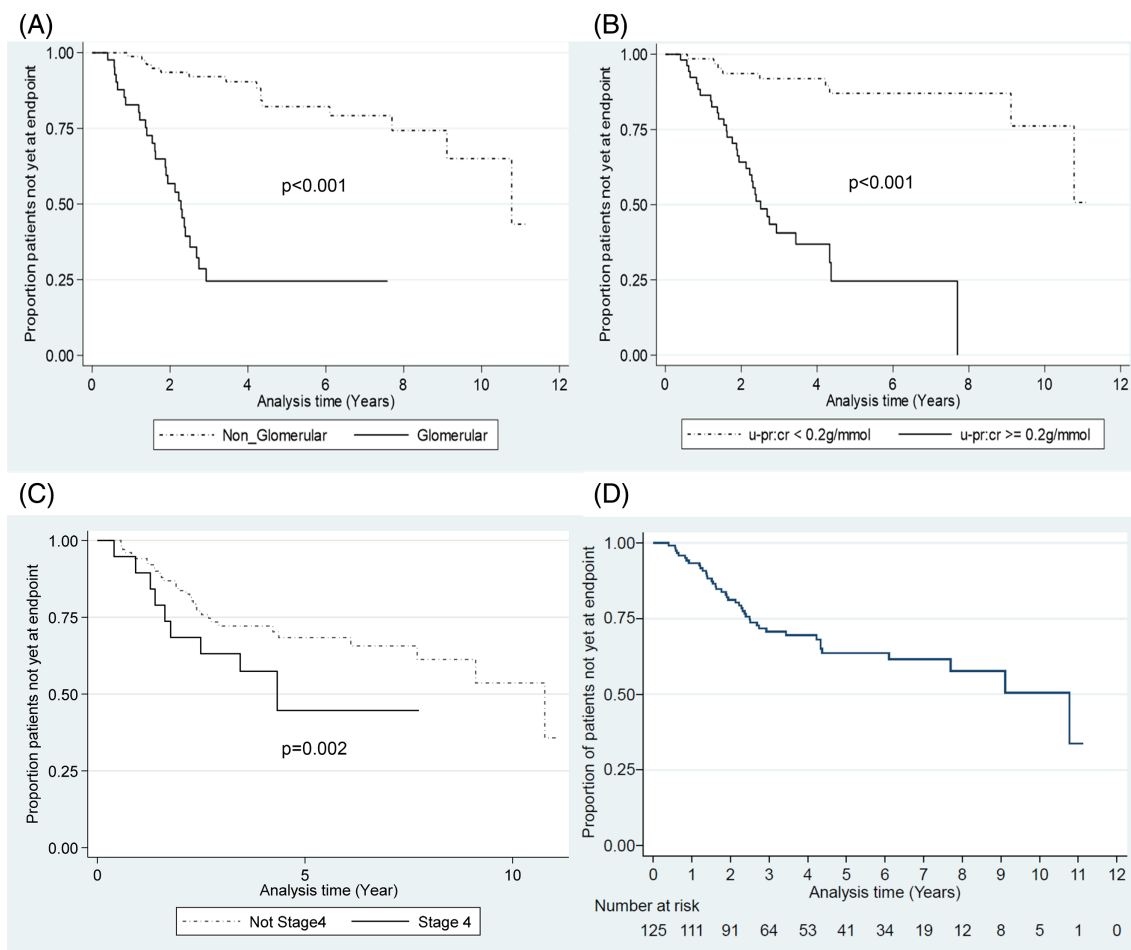 (A)
Proportion patients not yet at endpoint
1.00
0.75
0.50
0.25
0.00
p<0.001
0 2 4 6 8 10 12
Analysis time (Years)
Non_Glomerular Glomerular
(B)
Proportion patients not yet at endpoint
1.00
0.75
0.50
0.25
0.00
p<0.001
0 2 4 6 8 10 12
Analysis time (Years)
u-pr:cr < 0.2g/mmol u-pr:cr >= 0.2g/mmol
(C)
Proportion patients not yet at endpoint
1.00
0.75
0.50
0.25
0.00
p=0.002
0 5 10
Analysis time (Year)
Not Stage4 Stage 4
(D)
Proportion of patients not yet at endpoint
1.00
0.75
0.50
0.25
0.00
0 1 2 3 4 5 6 7 8 9 10 11 12
Analysis time (Years)
Number at risk
125 111 91 64 53 41 34 19 12 8 5 1 0